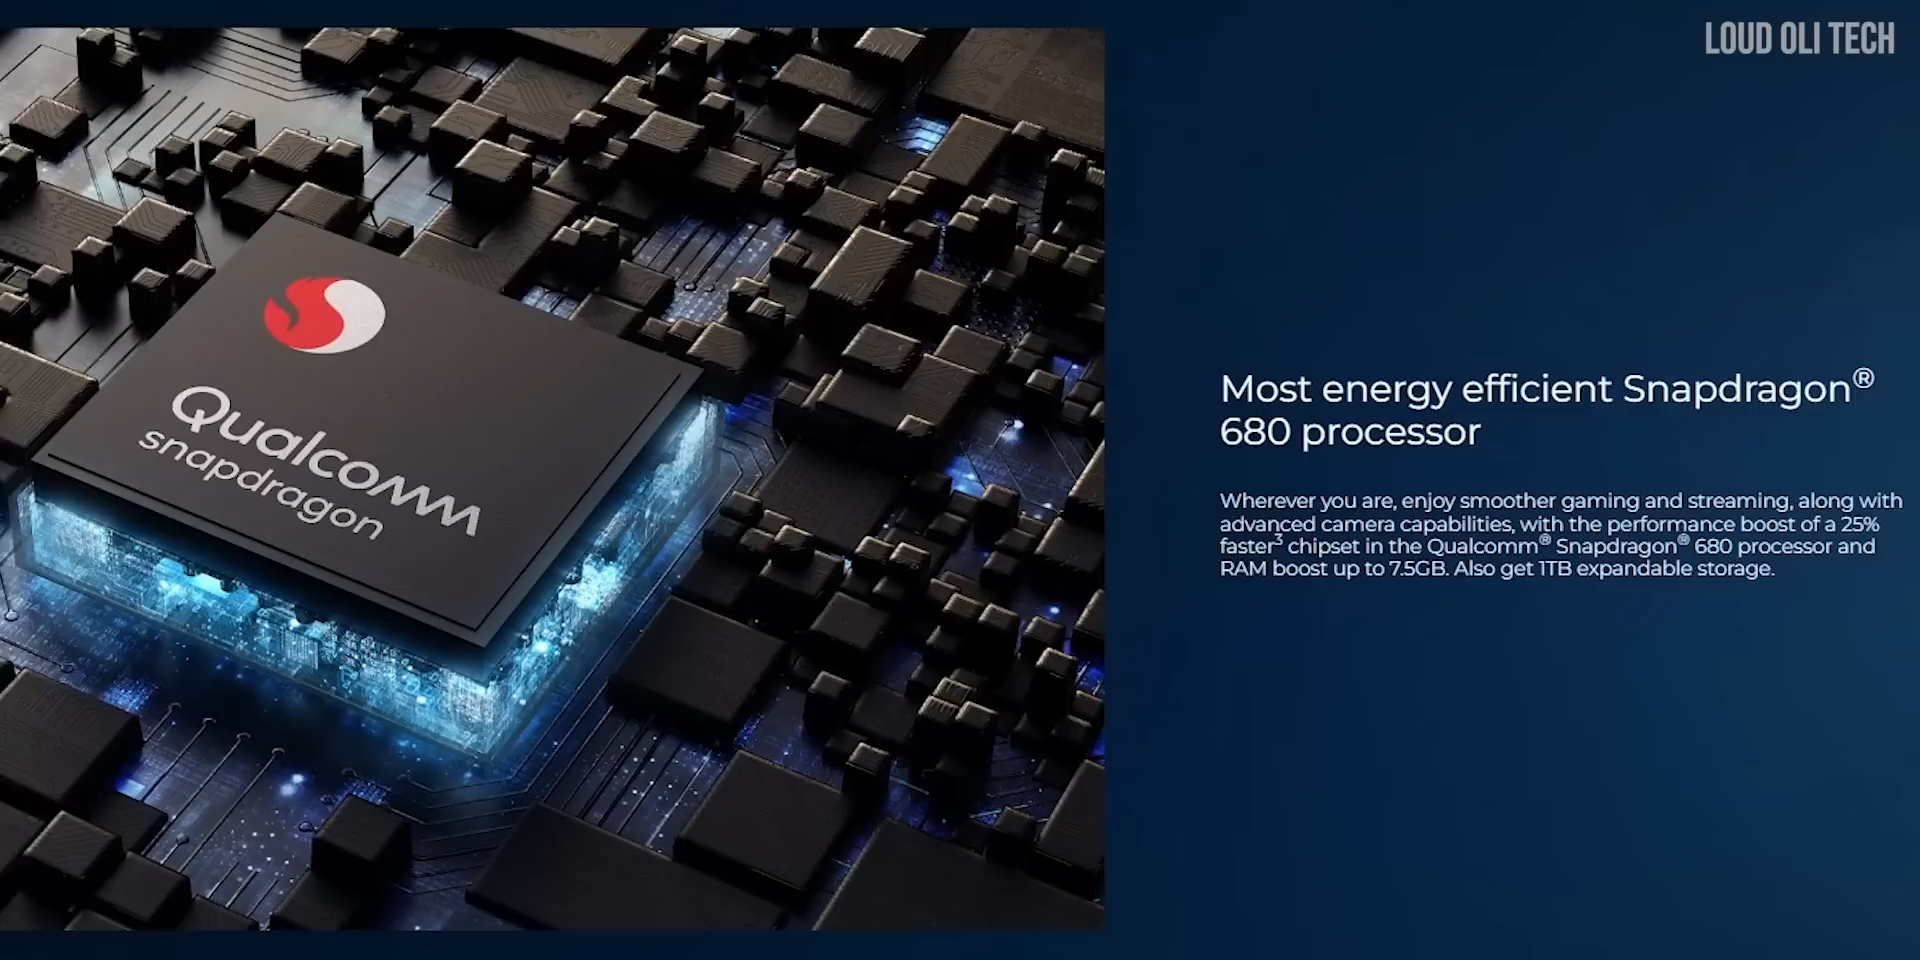 LOUD OLI TECH
Qualcomm
snapdragon
Most energy efficient Snapdragon®
680 processor
Wherever you are, enjoy smoother gaming and streaming, along with
advanced camera capabilities, with the performance boost of a 25%
faster³ chipset in the Qualcomm® Snapdragon® 680 processor and
RAM boost up to 7.5GB. Also get 1TB expandable storage.